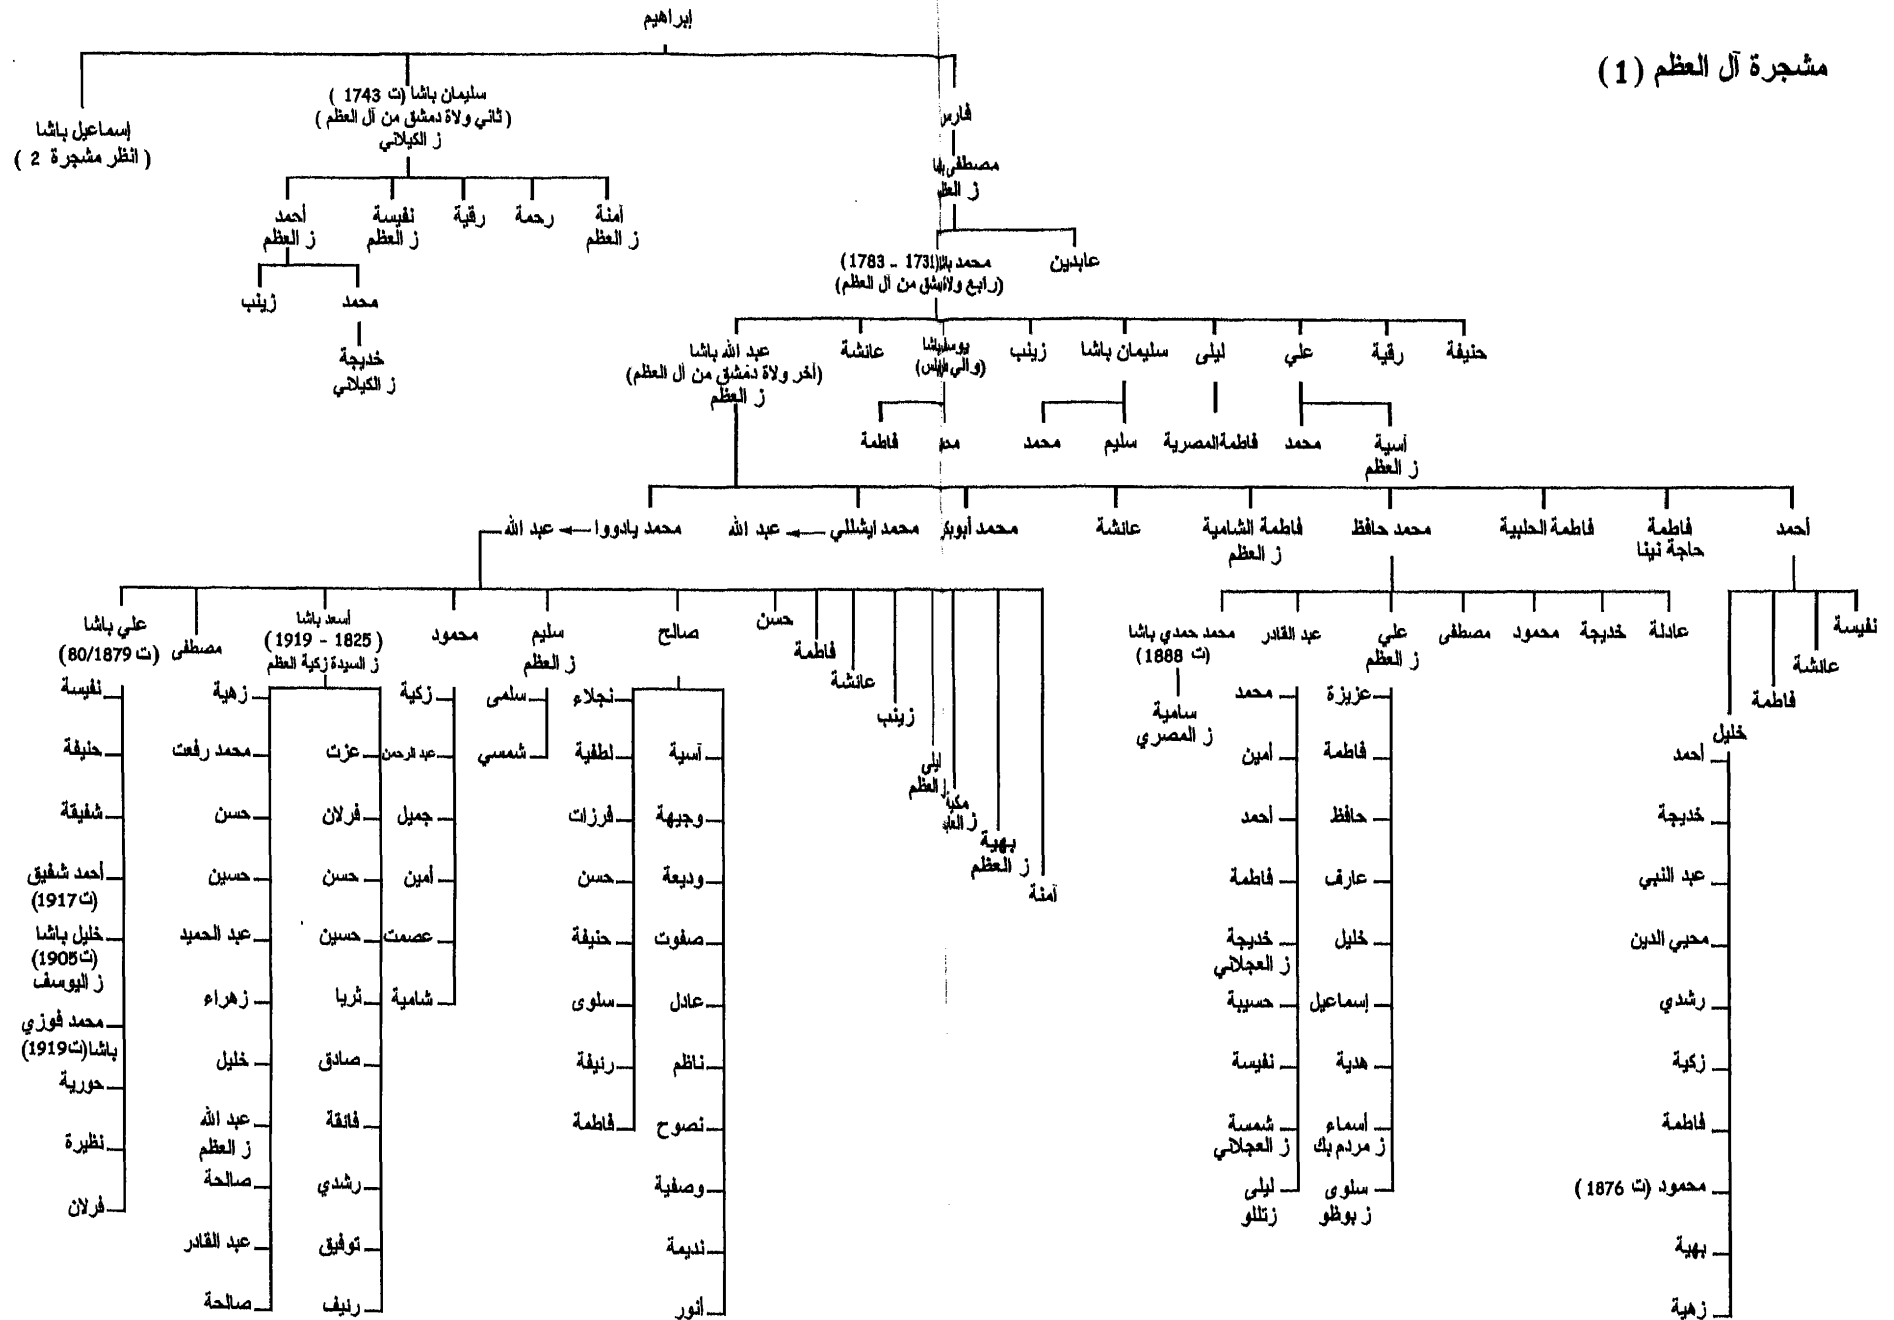 مشجرة آل العظم (1)
إبراهيم
فارس
سليمان باشا (ت 1743)
(ثاني ولاة دمشق من آل العظم)
ز الكيلاني
إسماعيل باشا
(انظر مشجرة 2)
مصطفى باشا
ز العظم
آمنة
ز العظم
رحمة
رقية
نفيسة
ز العظم
أحمد
ز العظم
عابدين
محمد باشا (1731 - 1783)
(رابع ولاة دمشق من آل العظم)
محمد
زينب
خديجة
ز الكيلاني
حنيفة
رقية
علي
ليلى
سليمان باشا
زينب
يوسف باشا
(والي طرابلس)
عائشة
عبد الله باشا
(آخر ولاة دمشق من آل العظم)
ز العظم
آسية
ز العظم
محمد
فاطمة المصرية
سليم
محمد
فاطمة
أحمد
فاطمة
حاجة نينا
فاطمة الحلبية
محمد حافظ
فاطمة الشامية
ز العظم
عائشة
محمد أبوبكر
محمد ايشللي ← عبد الله
محمد يادووا ← عبد الله
نفيسة
عائشة
فاطمة
خليل
عادلة
خديجة
محمود
مصطفى
علي
ز العظم
عبد القادر
محمد حمدي باشا
(ت 1888)
سامية
ز المصري
آمنة
بهية
ز العظم
مكية
ليلى
ز العظم
زينب
عائشة
فاطمة
حسن
صالح
سليم
ز العظم
محمود
أسعد باشا
(1825 - 1919)
ز السيدة زكية العظم
مصطفى
علي باشا
(ت 80/1879)
أحمد
خديجة
عبد النبي
محيي الدين
رشدي
زكية
فاطمة
محمود (ت 1876)
بهية
زهية
عزيزة
فاطمة
حافظ
عارف
خليل
إسماعيل
هدية
أسماء
ز مردم بك
سلوى
ز بوظو
محمد
أمين
أحمد
فاطمة
خديجة
ز العجلاني
حسيبة
نفيسة
شمسة
ز العجلاني
ليلى
ز تللو
آسية
وجيهة
وديعة
صفوت
عادل
ناظم
نصوح
وصفية
نديمة
أنور
نجلاء
لطفية
فرزات
حسن
حنيفة
سلوى
رئيفة
فاطمة
سلمى
شمسي
زكية
عبد الرحمن
جميل
أمين
عصمت
شامية
عزت
فرلان
حسن
حسين
ثريا
صادق
فائقة
رشدي
توفيق
رئيف
زهية
محمد رفعت
حسن
حسين
عبد الحميد
زهراء
خليل
عبد الله
ز العظم
صالحة
عبد القادر
صالحة
نفيسة
حنيفة
شفيقة
أحمد شفيق
(ت 1917)
خليل باشا
(ت 1905)
ز اليوسف
محمد فوزي
باشا (ت 1919)
حورية
نظيرة
فرلان